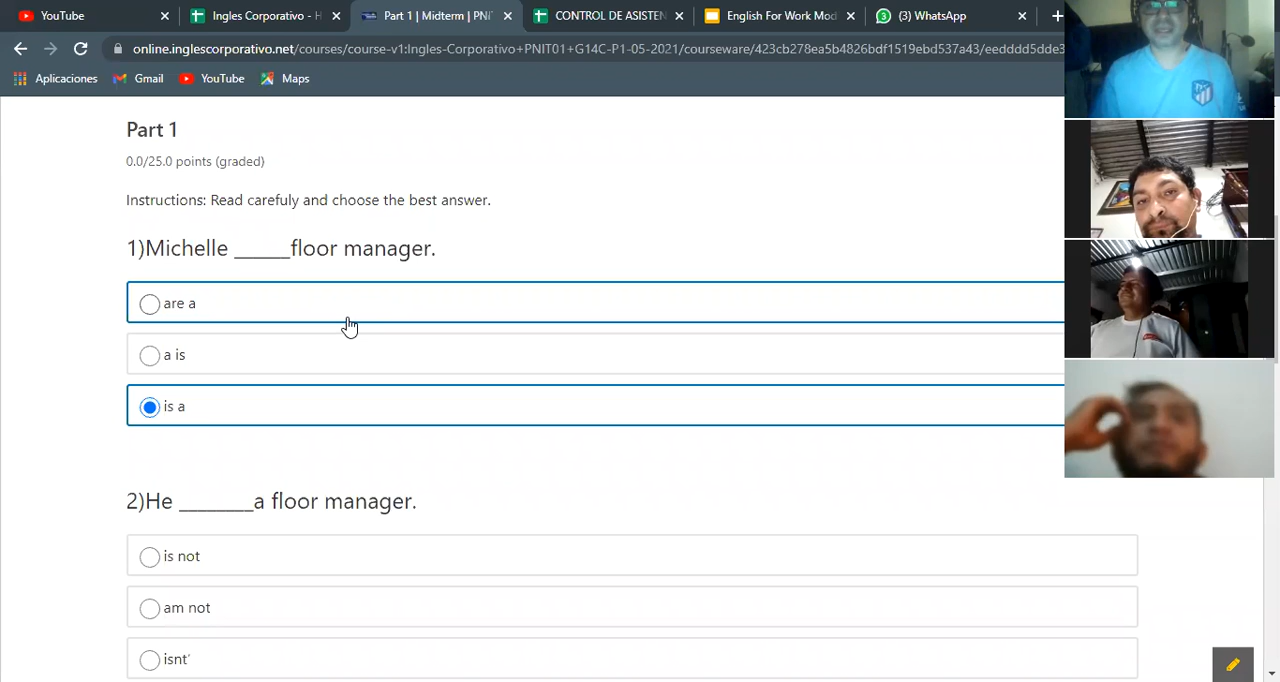 YouTube
Ingles Corporativo - H
Part 1 | Midterm | PNI
CONTROL DE ASISTEN
English For Work Mod
(3) WhatsApp
online.inglescorporativo.net/courses/course-v1:Ingles-Corporativo+PNIT01+G14C-P1-05-2021/courseware/423cb278ea5b4826bdf1519ebd537a43/eedddd5dde3
Aplicaciones
Gmail
YouTube
Maps
Part 1
0.0/25.0 points (graded)
Instructions: Read carefuly and choose the best answer.
1)Michelle ______floor manager.
are a
a is
is a
2)He ________a floor manager.
is not
am not
isnt´